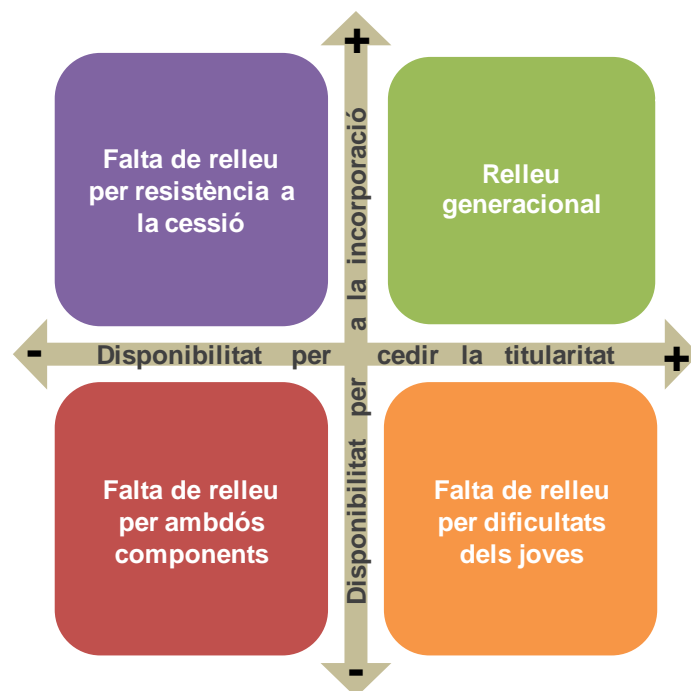 +
Falta de relleu
per resistència a
la cessió
Relleu
generacional
Disponibilitat per a la incorporació
- Disponibilitat per cedir la titularitat +
Falta de relleu
per ambdós
components
Falta de relleu
per dificultats
dels joves
-